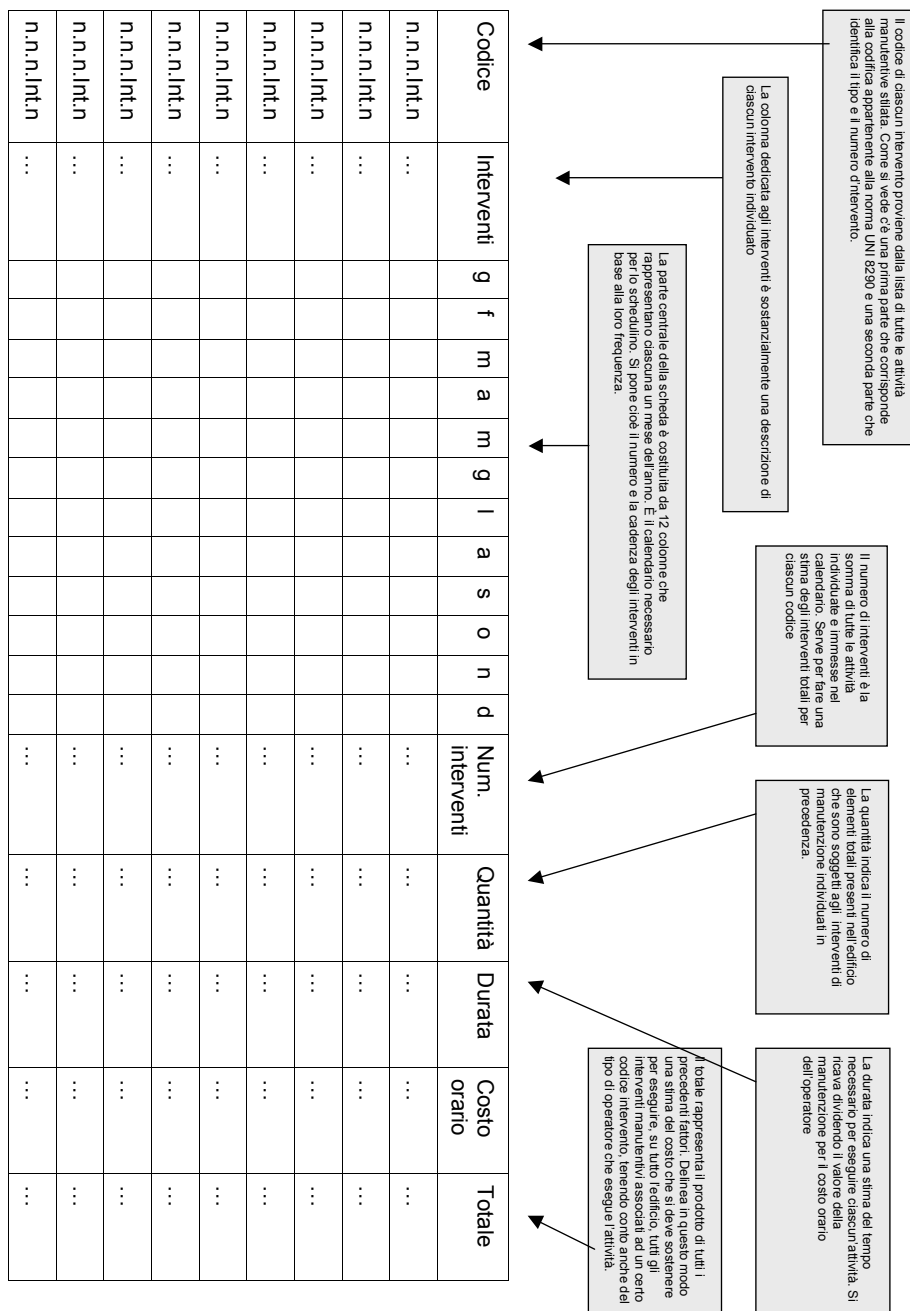 Il codice di ciascun intervento proviene dalla lista di tutte le attività
manutentive stilata. Come si vede c'è una prima parte che corrisponde
alla codifica appartenente alla norma UNI 8290 e una seconda parte che
identifica il tipo e il numero d'ntervento.
La colonna dedicata agli interventi è sostanzialmente una descrizione di
ciascun intervento individuato
La parte centrale della scheda è costituita da 12 colonne che
rappresentano ciascuna un mese dell'anno. È il calendario necessario
per lo schedulino. Si pone cioè il numero e la cadenza degli interventi in
base alla loro frequenza.
Il numero di interventi è la
somma di tutte le attività
individuate e immesse nel
calendario. Serve per fare una
stima degli interventi totali per
ciascun codice
La quantità indica il numero di
elementi totali presenti nell'edificio
che sono soggetti agli interventi di
manutenzione individuati in
precedenza.
La durata indica una stima del tempo
necessario per eseguire ciascun'attività. Si
ricava dividendo il valore della
manutenzione per il costo orario
dell'operatore
Il totale rappresenta il prodotto di tutti i
precedenti fattori. Delinea in questo modo
una stima del costo che si deve sostenere
per eseguire, su tutto l'edificio, tutti gli
interventi manutentivi associati ad un certo
codice intervento, tenendo conto anche del
tipo di operatore che esegue l'attività.
Codice Interventi g f m a m g l a s o n d Num. interventi Quantità Durata Costo orario Totale
n.n.n.Int.n … … … … … …
n.n.n.Int.n … … … … … …
n.n.n.Int.n … … … … … …
n.n.n.Int.n … … … … … …
n.n.n.Int.n … … … … … …
n.n.n.Int.n … … … … … …
n.n.n.Int.n … … … … … …
n.n.n.Int.n … … … … … …
n.n.n.Int.n … … … … … …